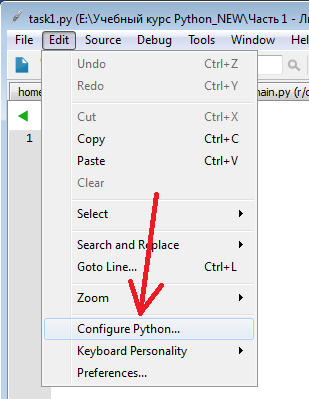 task1.py (E:\Учебный курс Python_NEW\Часть 1 - Ли
File Edit Source Debug Tools Window
Undo Ctrl+Z
Redo Ctrl+Y
Cut Ctrl+X
Copy Ctrl+C
Paste Ctrl+V
Clear
Select
Search and Replace
Goto Line... Ctrl+L
Zoom
Configure Python...
Keyboard Personality
Preferences...
home
main.py (r/o
1